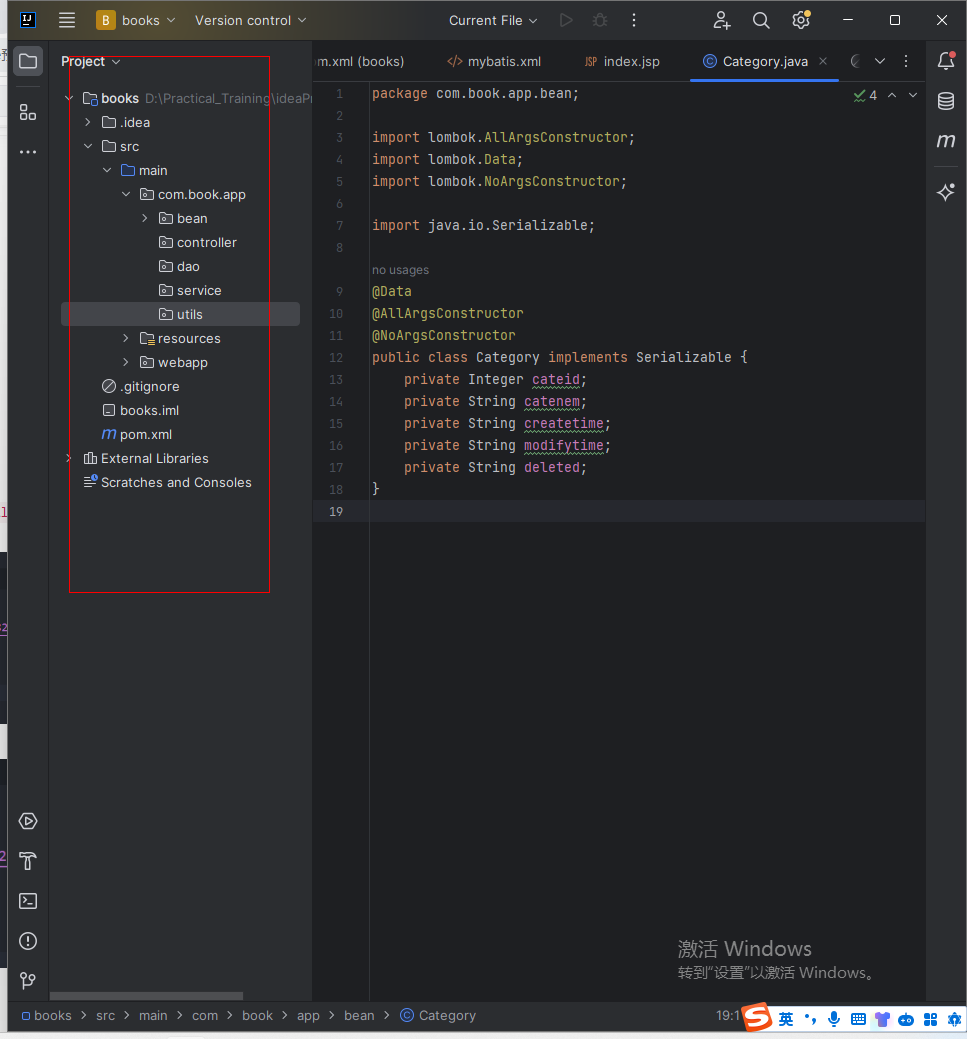 books
Version control
Current File
Project
m.xml (books)
mybatis.xml
JSP index.jsp
Category.java
books D:\Practical_Training\ideaPr
.idea
src
main
com.book.app
bean
controller
dao
service
utils
resources
webapp
.gitignore
books.iml
m pom.xml
External Libraries
Scratches and Consoles
4
1 package com.book.app.bean;
2
3 import lombok.AllArgsConstructor;
4 import lombok.Data;
5 import lombok.NoArgsConstructor;
6
7 import java.io.Serializable;
8
no usages
9 @Data
10 @AllArgsConstructor
11 @NoArgsConstructor
12 public class Category implements Serializable {
13 private Integer cateid;
14 private String catenem;
15 private String createtime;
16 private String modifytime;
17 private String deleted;
18 }
19
m
激活 Windows
转到“设置”以激活 Windows。
books > src > main > com > book > app > bean > Category
19:1
英